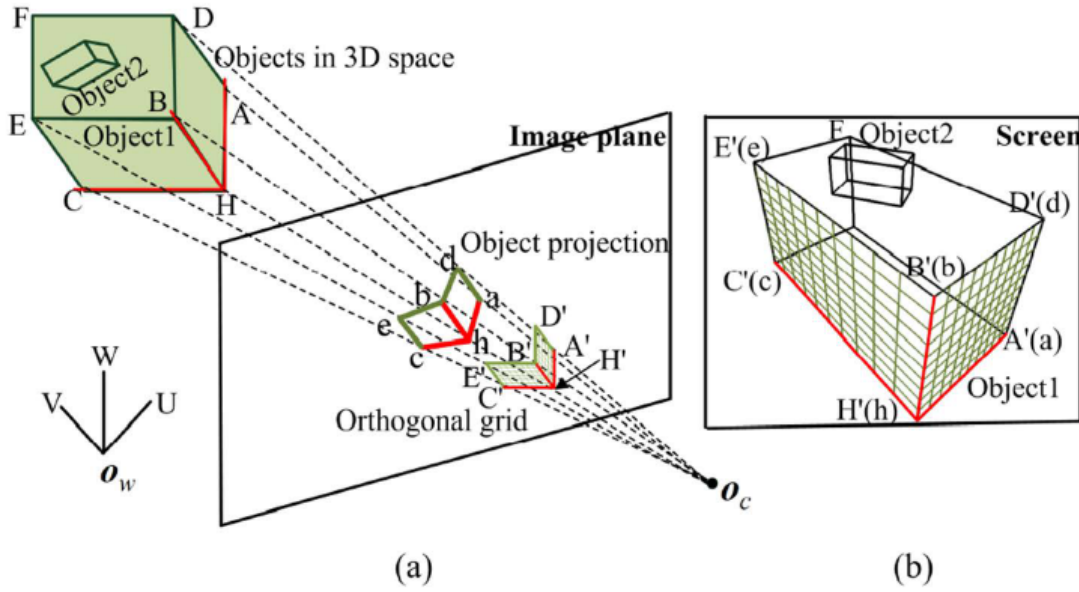 F
D
Objects in 3D space
Object2
B
A
E
Object1
C
H
Image plane
Object projection
d
b
a
e
h
c
D'
A'
B'
H'
E'
C'
Orthogonal grid
W
V
U
o_w
o_c
(a)
Screen
F
Object2
E'(e)
D'(d)
B'(b)
C'(c)
A'(a)
Object1
H'(h)
(b)